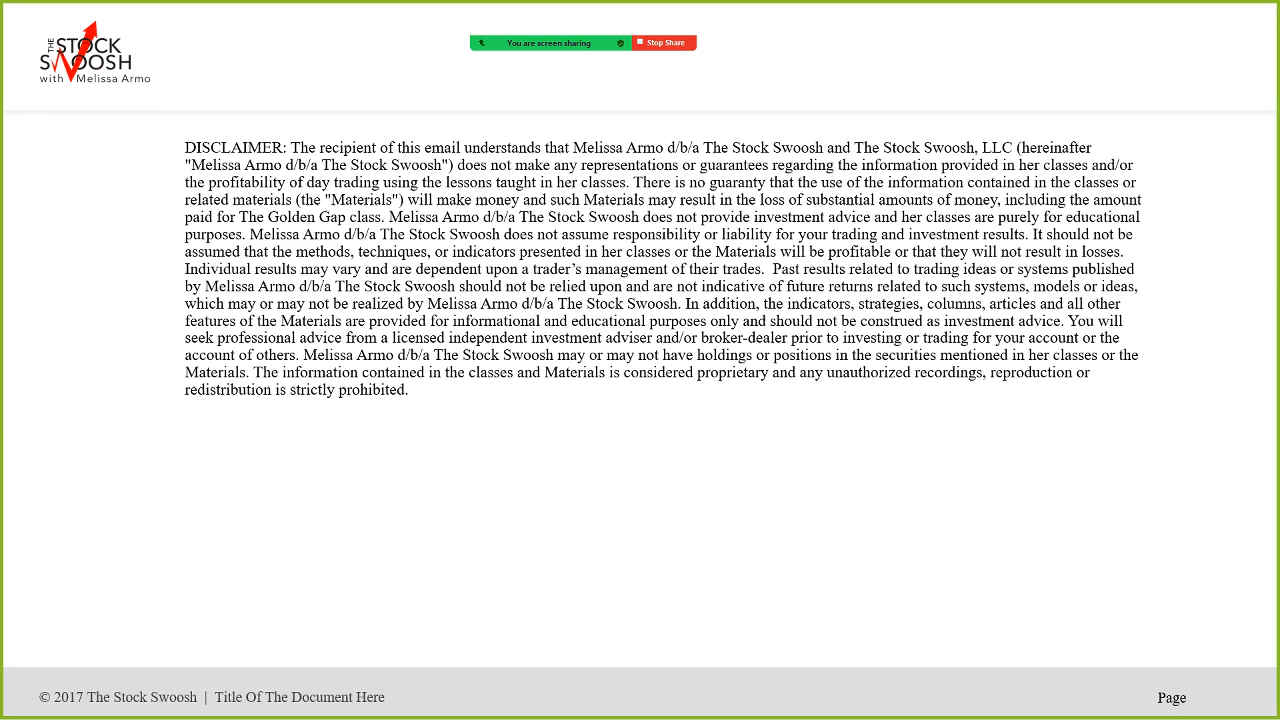 THE STOCK
SWOOSH
with Melissa Armo
You are screen sharing
Stop Share
DISCLAIMER: The recipient of this email understands that Melissa Armo d/b/a The Stock Swoosh and The Stock Swoosh, LLC (hereinafter
"Melissa Armo d/b/a The Stock Swoosh") does not make any representations or guarantees regarding the information provided in her classes and/or
the profitability of day trading using the lessons taught in her classes. There is no guaranty that the use of the information contained in the classes or
related materials (the "Materials") will make money and such Materials may result in the loss of substantial amounts of money, including the amount
paid for The Golden Gap class. Melissa Armo d/b/a The Stock Swoosh does not provide investment advice and her classes are purely for educational
purposes. Melissa Armo d/b/a The Stock Swoosh does not assume responsibility or liability for your trading and investment results. It should not be
assumed that the methods, techniques, or indicators presented in her classes or the Materials will be profitable or that they will not result in losses.
Individual results may vary and are dependent upon a trader’s management of their trades.  Past results related to trading ideas or systems published
by Melissa Armo d/b/a The Stock Swoosh should not be relied upon and are not indicative of future returns related to such systems, models or ideas,
which may or may not be realized by Melissa Armo d/b/a The Stock Swoosh. In addition, the indicators, strategies, columns, articles and all other
features of the Materials are provided for informational and educational purposes only and should not be construed as investment advice. You will
seek professional advice from a licensed independent investment adviser and/or broker-dealer prior to investing or trading for your account or the
account of others. Melissa Armo d/b/a The Stock Swoosh may or may not have holdings or positions in the securities mentioned in her classes or the
Materials. The information contained in the classes and Materials is considered proprietary and any unauthorized recordings, reproduction or
redistribution is strictly prohibited.
© 2017 The Stock Swoosh | Title Of The Document Here
Page